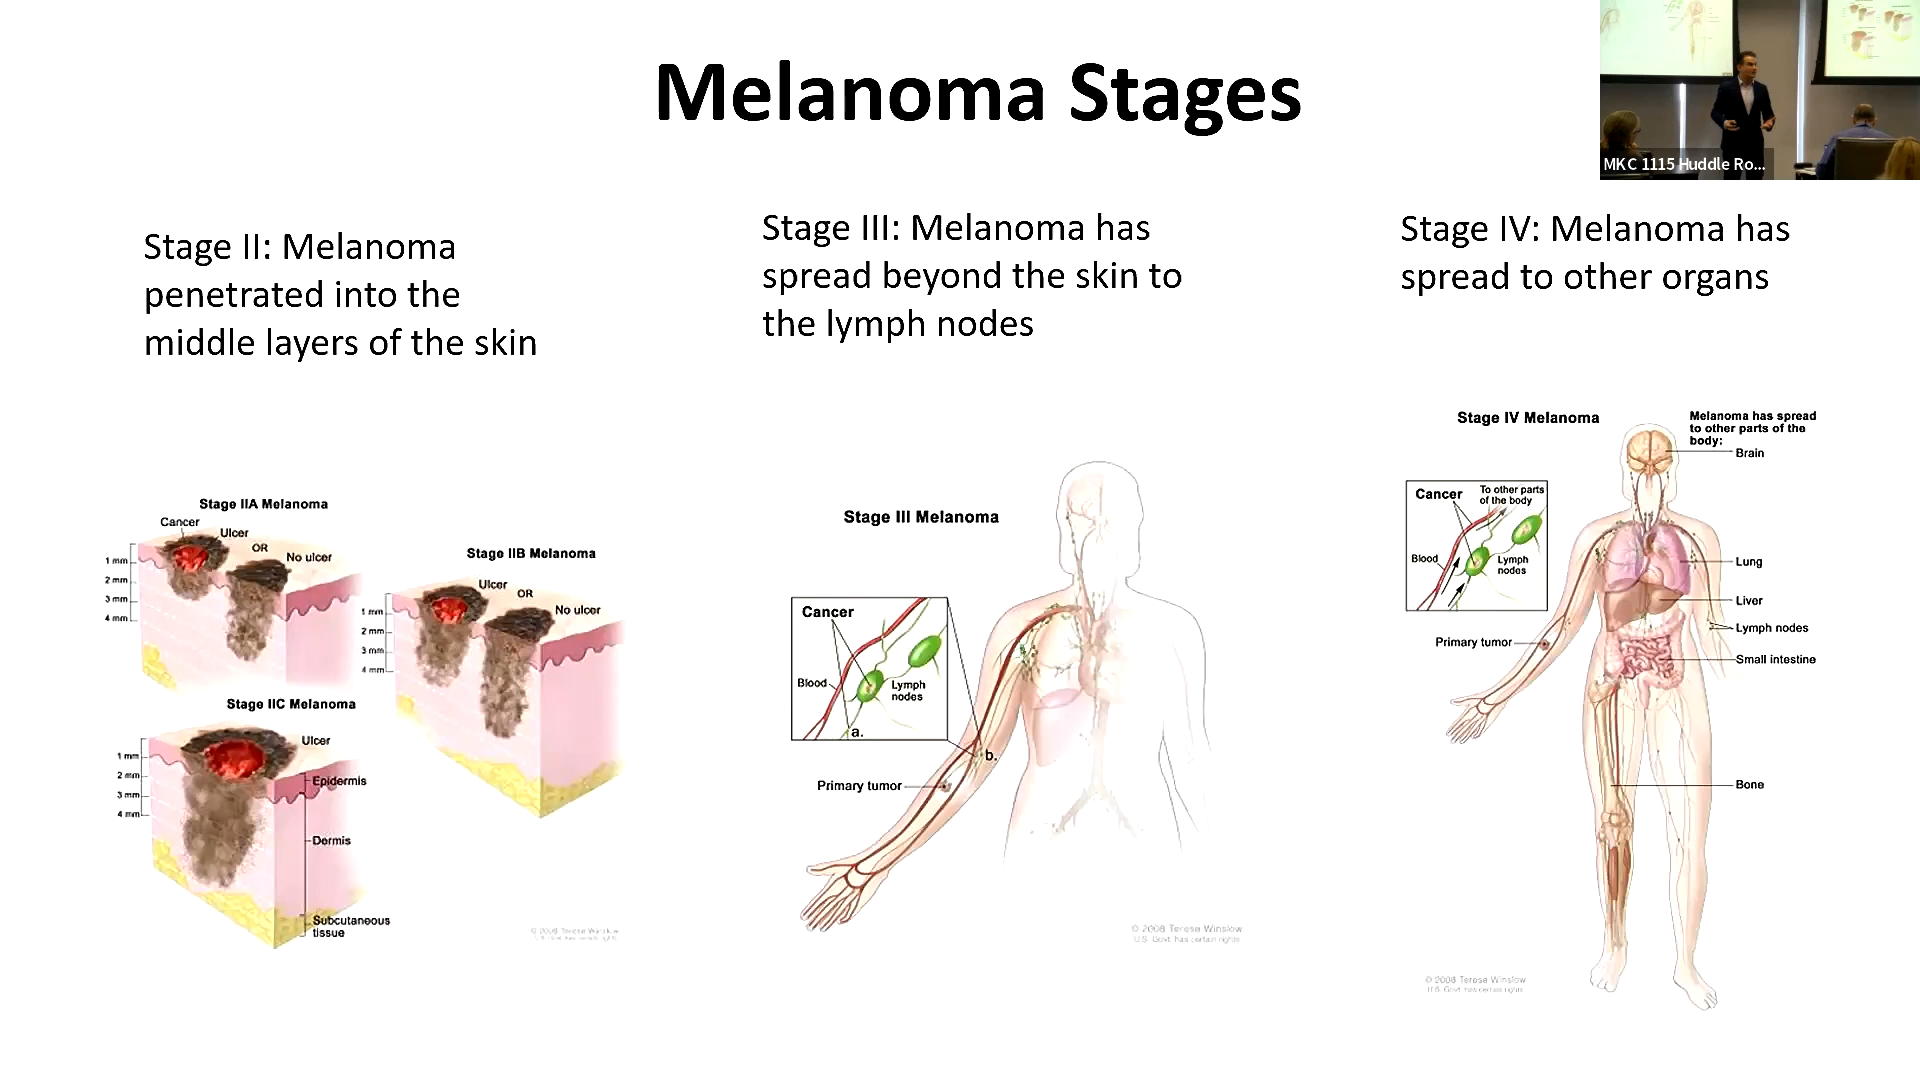 Melanoma Stages
MKC 1115 Huddle Ro...
Stage II: Melanoma
penetrated into the
middle layers of the skin
Stage IIA Melanoma
Cancer
Ulcer
OR
No ulcer
1 mm
2 mm
3 mm
4 mm
Stage IIB Melanoma
Ulcer
OR
No ulcer
1 mm
2 mm
3 mm
4 mm
Stage IIC Melanoma
Ulcer
1 mm
2 mm
3 mm
4 mm
Epidermis
Dermis
Subcutaneous
tissue
© 2008 Terese Winslow
U.S. Govt. has certain rights
Stage III: Melanoma has
spread beyond the skin to
the lymph nodes
Stage III Melanoma
Cancer
Blood
Lymph
nodes
a.
b.
Primary tumor
© 2008 Terese Winslow
U.S. Govt. has certain rights
Stage IV: Melanoma has
spread to other organs
Stage IV Melanoma
Melanoma has spread
to other parts of the
body:
Brain
Cancer
To other parts
of the body
Blood
Lymph
nodes
Lung
Liver
Lymph nodes
Primary tumor
Small intestine
Bone
© 2008 Terese Winslow
U.S. Govt. has certain rights